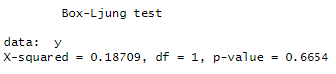 Box-Ljung test
data:  y
X-squared = 0.18709, df = 1, p-value = 0.6654